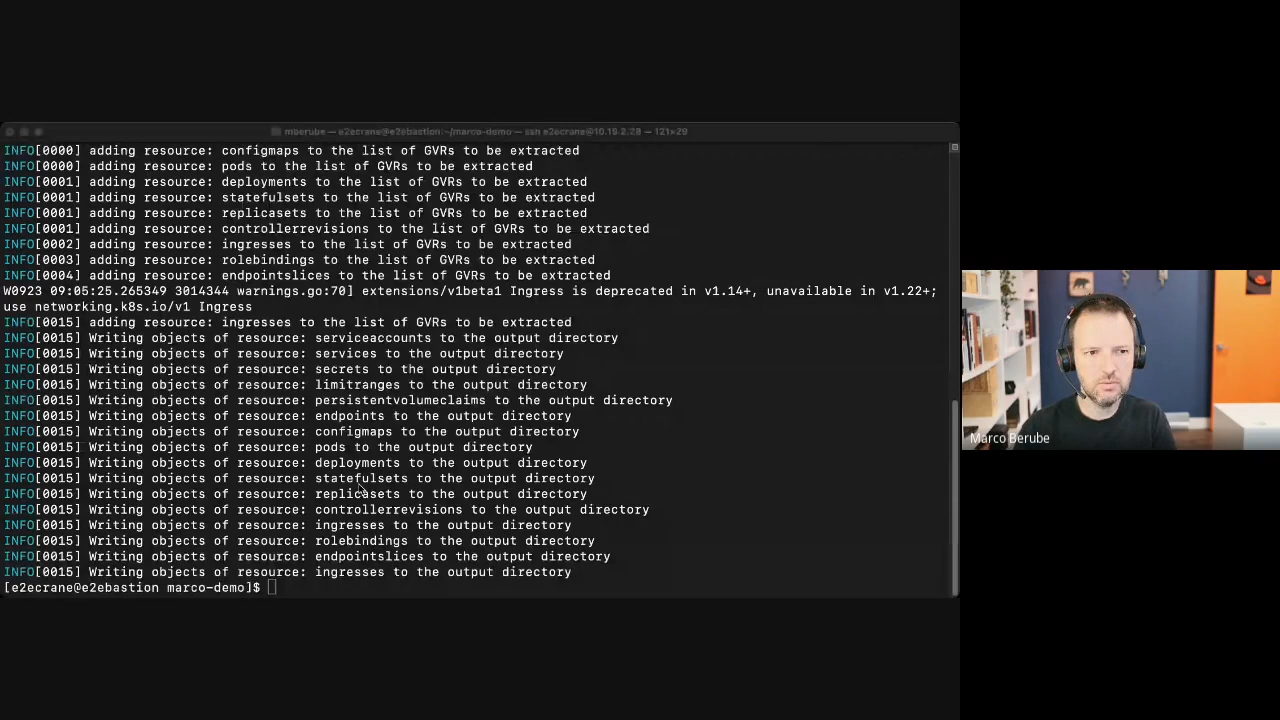 mberube — e2ecrane@e2ebastion:~/marco-demo — ssh e2ecrane@10.19.2.28 — 121×29
INFO[0000] adding resource: configmaps to the list of GVRs to be extracted
INFO[0000] adding resource: pods to the list of GVRs to be extracted
INFO[0001] adding resource: deployments to the list of GVRs to be extracted
INFO[0001] adding resource: statefulsets to the list of GVRs to be extracted
INFO[0001] adding resource: replicasets to the list of GVRs to be extracted
INFO[0001] adding resource: controllerrevisions to the list of GVRs to be extracted
INFO[0002] adding resource: ingresses to the list of GVRs to be extracted
INFO[0003] adding resource: rolebindings to the list of GVRs to be extracted
INFO[0004] adding resource: endpointslices to the list of GVRs to be extracted
W0923 09:05:25.265349 3014344 warnings.go:70] extensions/v1beta1 Ingress is deprecated in v1.14+, unavailable in v1.22+;
use networking.k8s.io/v1 Ingress
INFO[0015] adding resource: ingresses to the list of GVRs to be extracted
INFO[0015] Writing objects of resource: serviceaccounts to the output directory
INFO[0015] Writing objects of resource: services to the output directory
INFO[0015] Writing objects of resource: secrets to the output directory
INFO[0015] Writing objects of resource: limitranges to the output directory
INFO[0015] Writing objects of resource: persistentvolumeclaims to the output directory
INFO[0015] Writing objects of resource: endpoints to the output directory
INFO[0015] Writing objects of resource: configmaps to the output directory
INFO[0015] Writing objects of resource: pods to the output directory
INFO[0015] Writing objects of resource: deployments to the output directory
INFO[0015] Writing objects of resource: statefulsets to the output directory
INFO[0015] Writing objects of resource: replicasets to the output directory
INFO[0015] Writing objects of resource: controllerrevisions to the output directory
INFO[0015] Writing objects of resource: ingresses to the output directory
INFO[0015] Writing objects of resource: rolebindings to the output directory
INFO[0015] Writing objects of resource: endpointslices to the output directory
INFO[0015] Writing objects of resource: ingresses to the output directory
[e2ecrane@e2ebastion marco-demo]$
Marco Berube